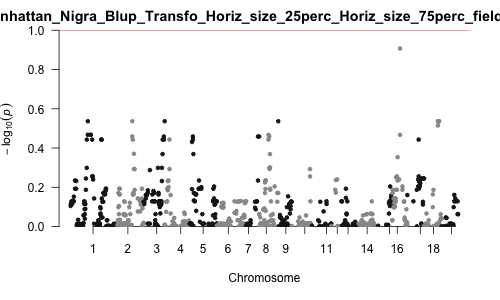 nhattan_Nigra_Blup_Transfo_Horiz_size_25perc_Horiz_size_75perc_field
1.0
0.8
0.6
0.4
0.2
0.0
− log10(p)
1 2 3 4 5 6 7 8 9 11 14 16 18
Chromosome